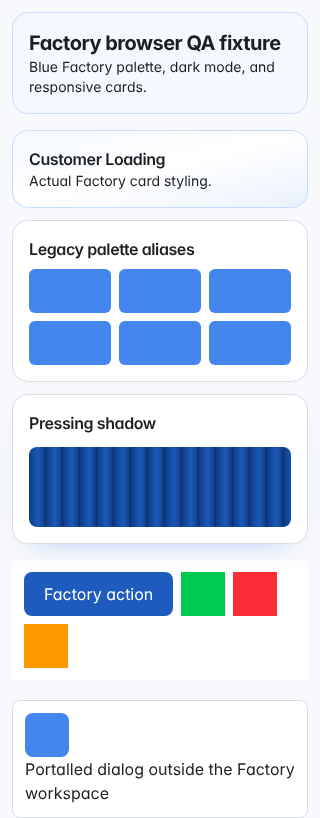 Factory browser QA fixture
Blue Factory palette, dark mode, and
responsive cards.
Customer Loading
Actual Factory card styling.
Legacy palette aliases
Pressing shadow
Factory action
Portalled dialog outside the Factory
workspace